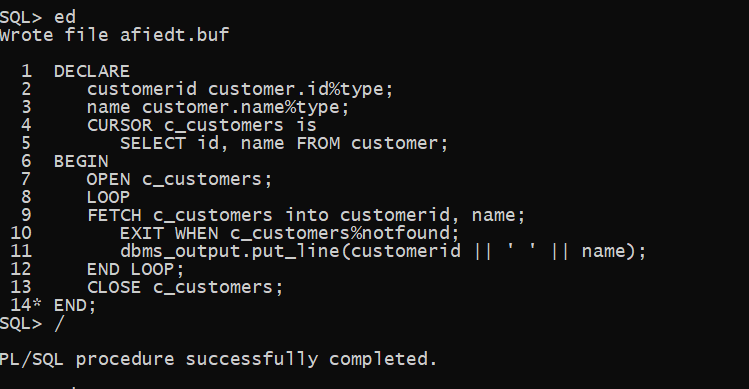 SQL> ed
Wrote file afiedt.buf
1 DECLARE
2 customerid customer.id%type;
3 name customer.name%type;
4 CURSOR c_customers is
5 SELECT id, name FROM customer;
6 BEGIN
7 OPEN c_customers;
8 LOOP
9 FETCH c_customers into customerid, name;
10 EXIT WHEN c_customers%notfound;
11 dbms_output.put_line(customerid || ' ' || name);
12 END LOOP;
13 CLOSE c_customers;
14* END;
SQL> /
PL/SQL procedure successfully completed.